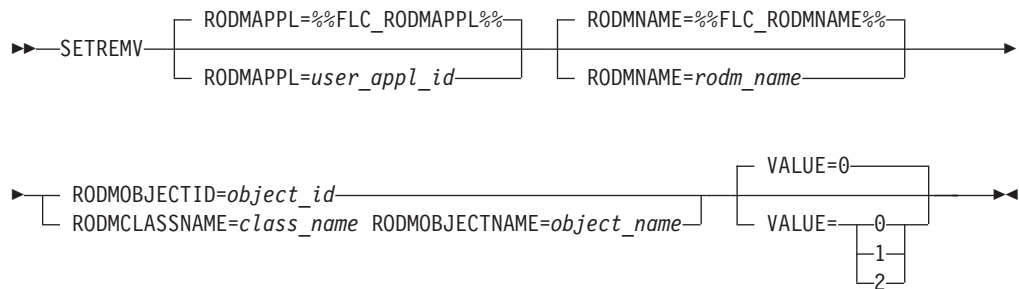 RODMAPPL=%%FLC_RODMAPPL%% RODMNAME=%%FLC_RODMNAME%%
SETREMV
RODMAPPL=user_appl_id RODMNAME=rodm_name
VALUE=0
RODMOBJECTID=object_id
RODMCLASSNAME=class_name RODMOBJECTNAME=object_name VALUE= 0
1
2